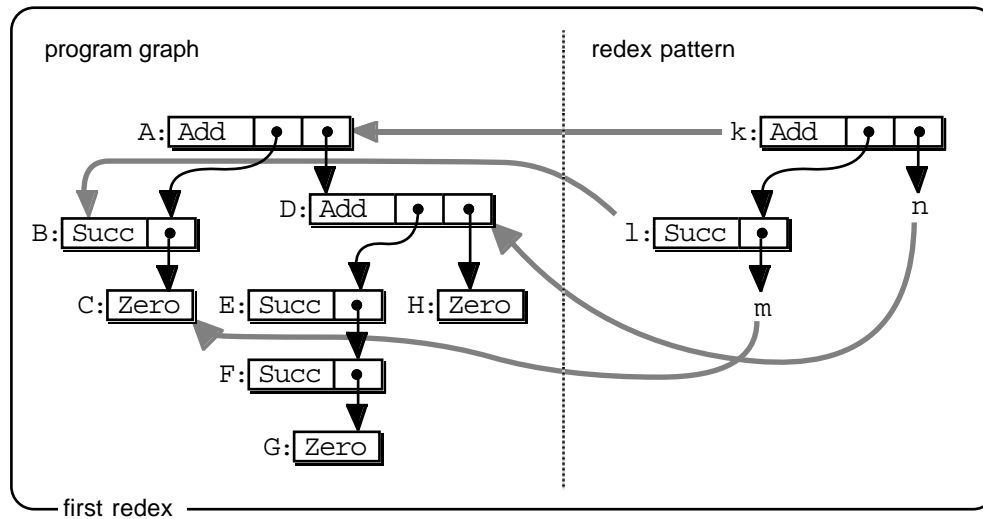 program graph
redex pattern
A: Add
k: Add
D: Add
n
B: Succ
l: Succ
C: Zero
E: Succ
H: Zero
m
F: Succ
G: Zero
first redex